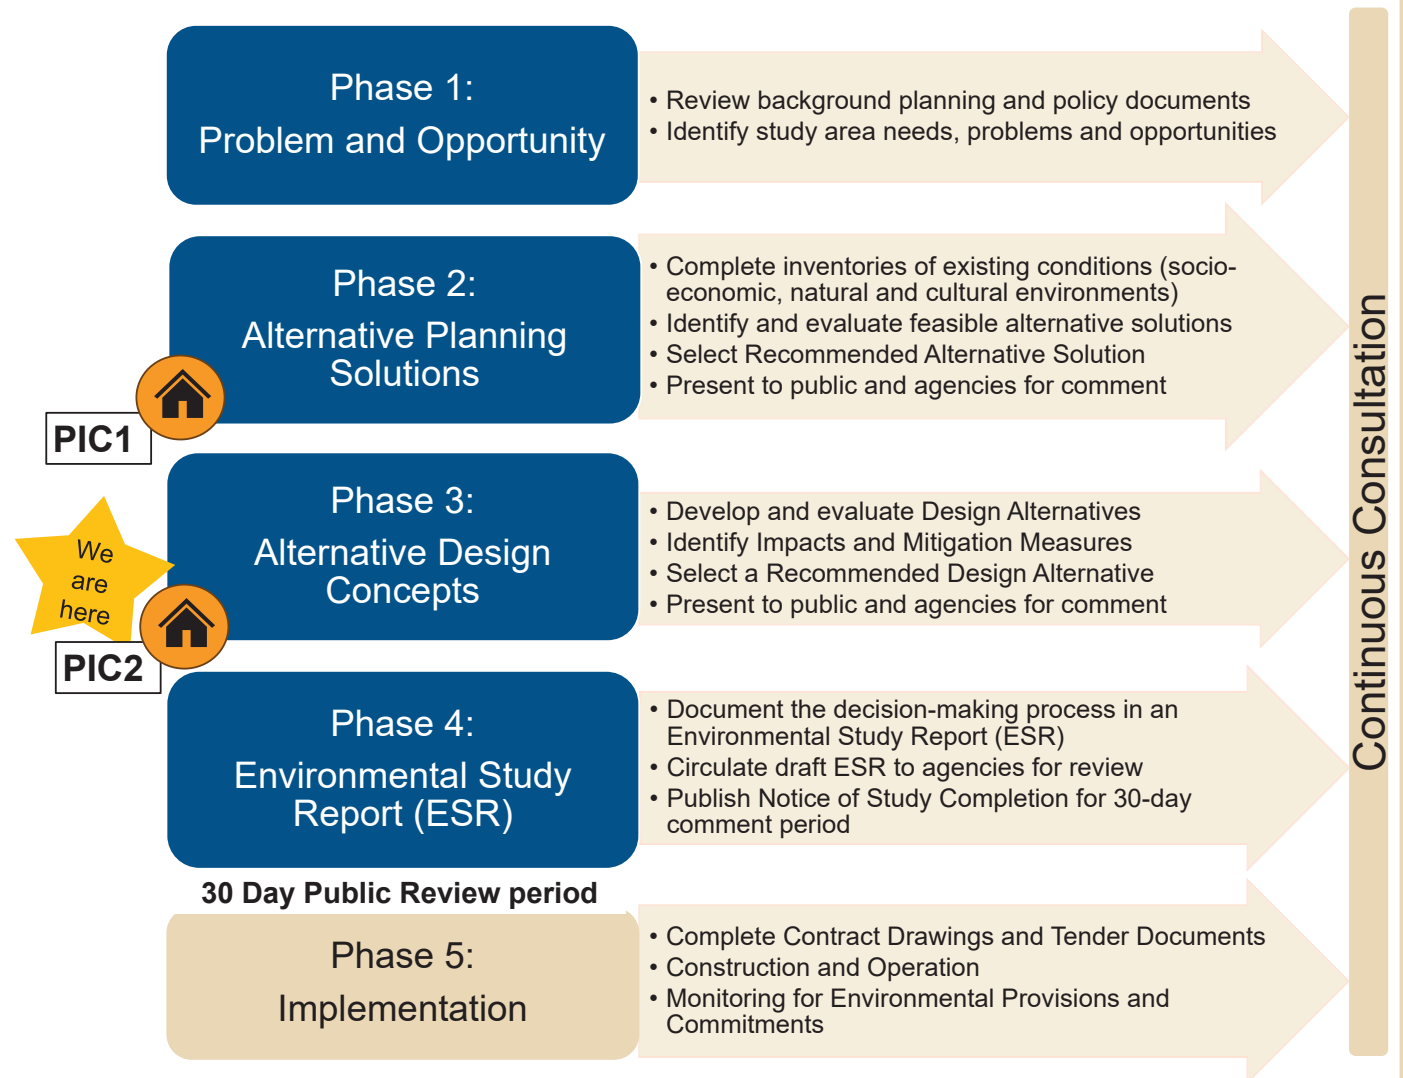 Phase 1:
Problem and Opportunity
• Review background planning and policy documents
• Identify study area needs, problems and opportunities
Phase 2:
Alternative Planning
Solutions
• Complete inventories of existing conditions (socio-
economic, natural and cultural environments)
• Identify and evaluate feasible alternative solutions
• Select Recommended Alternative Solution
• Present to public and agencies for comment
PIC1
Phase 3:
Alternative Design
Concepts
• Develop and evaluate Design Alternatives
• Identify Impacts and Mitigation Measures
• Select a Recommended Design Alternative
• Present to public and agencies for comment
We
are
here
PIC2
Phase 4:
Environmental Study
Report (ESR)
• Document the decision-making process in an
Environmental Study Report (ESR)
• Circulate draft ESR to agencies for review
• Publish Notice of Study Completion for 30-day
comment period
30 Day Public Review period
Phase 5:
Implementation
• Complete Contract Drawings and Tender Documents
• Construction and Operation
• Monitoring for Environmental Provisions and
Commitments
Continuous Consultation